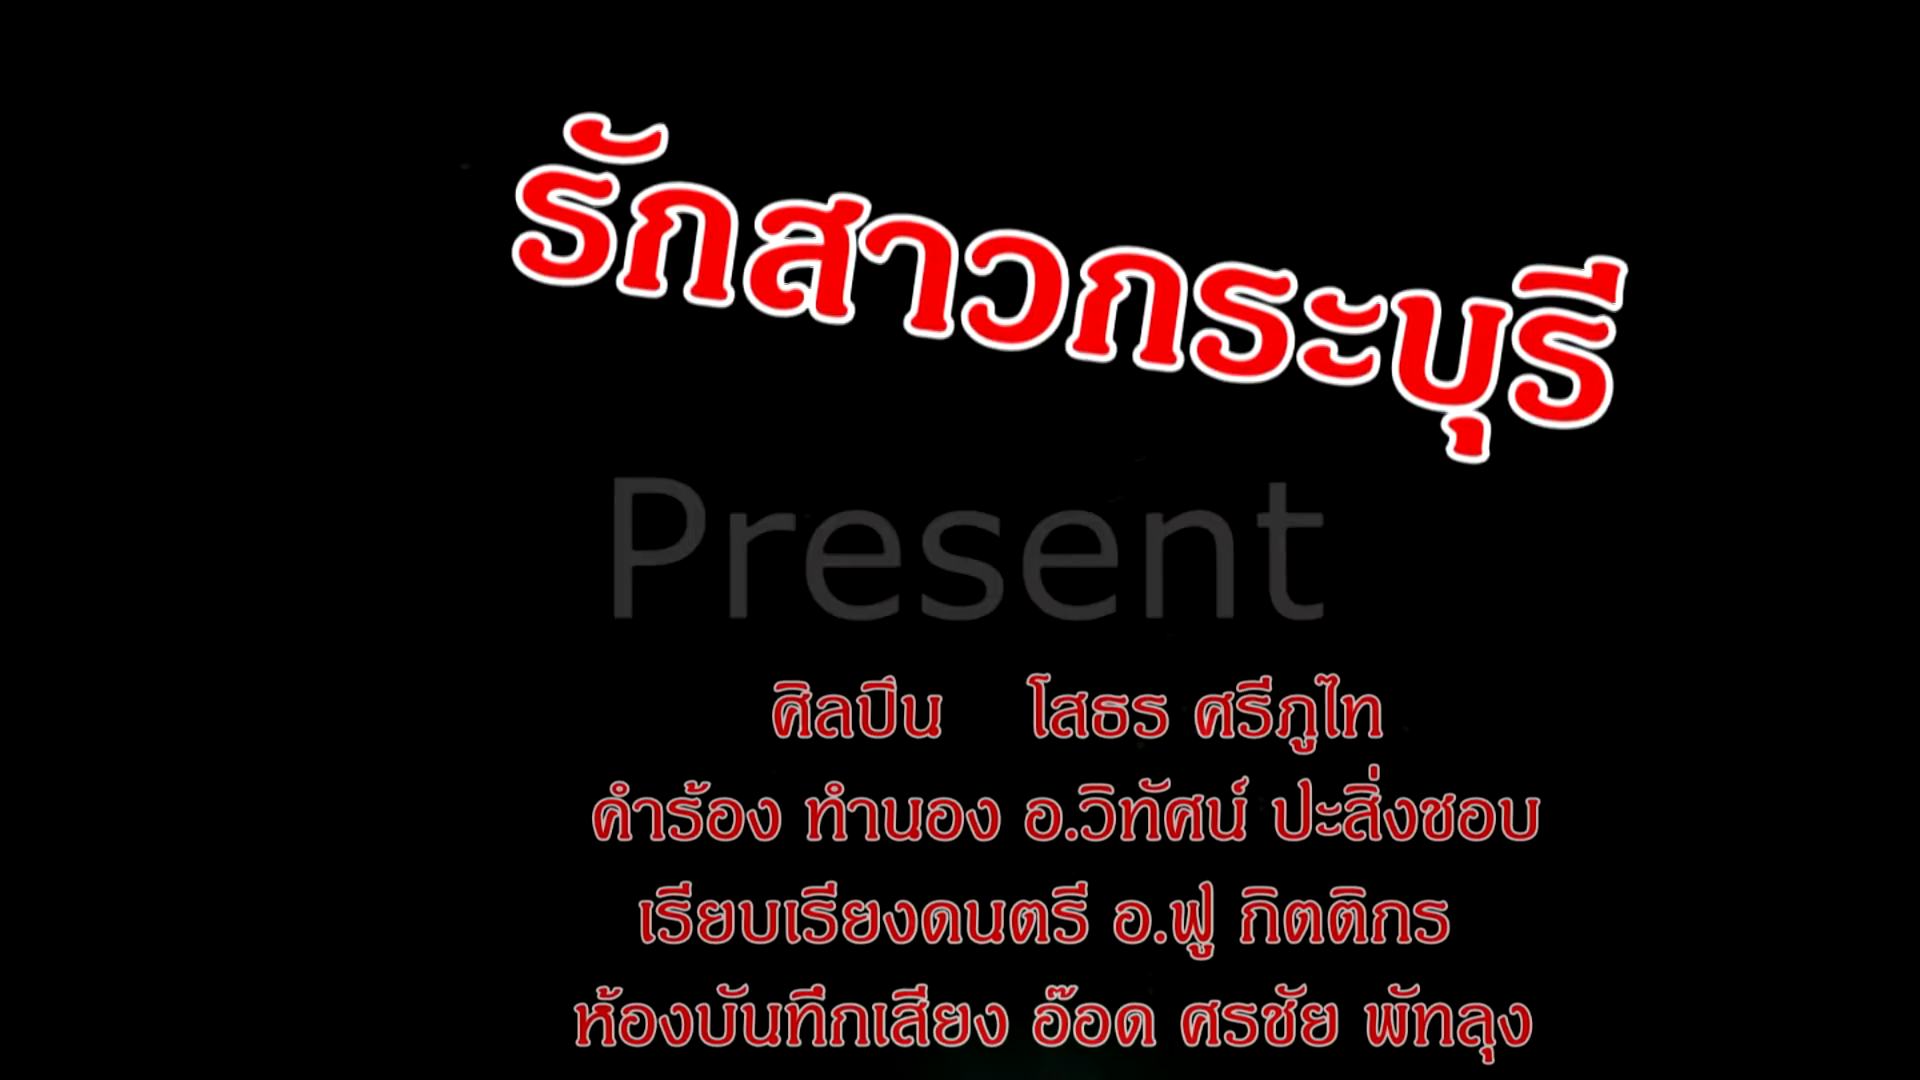 รักสาวกระบุรี
Present
ศิลปิน โสธร ศรีภูไท
คำร้อง ทำนอง อ.วิทัศน์ ปะสิ่งชอบ
เรียบเรียงดนตรี อ.ฟู กิตติกร
ห้องบันทึกเสียง อ๊อด ศรชัย พัทลุง